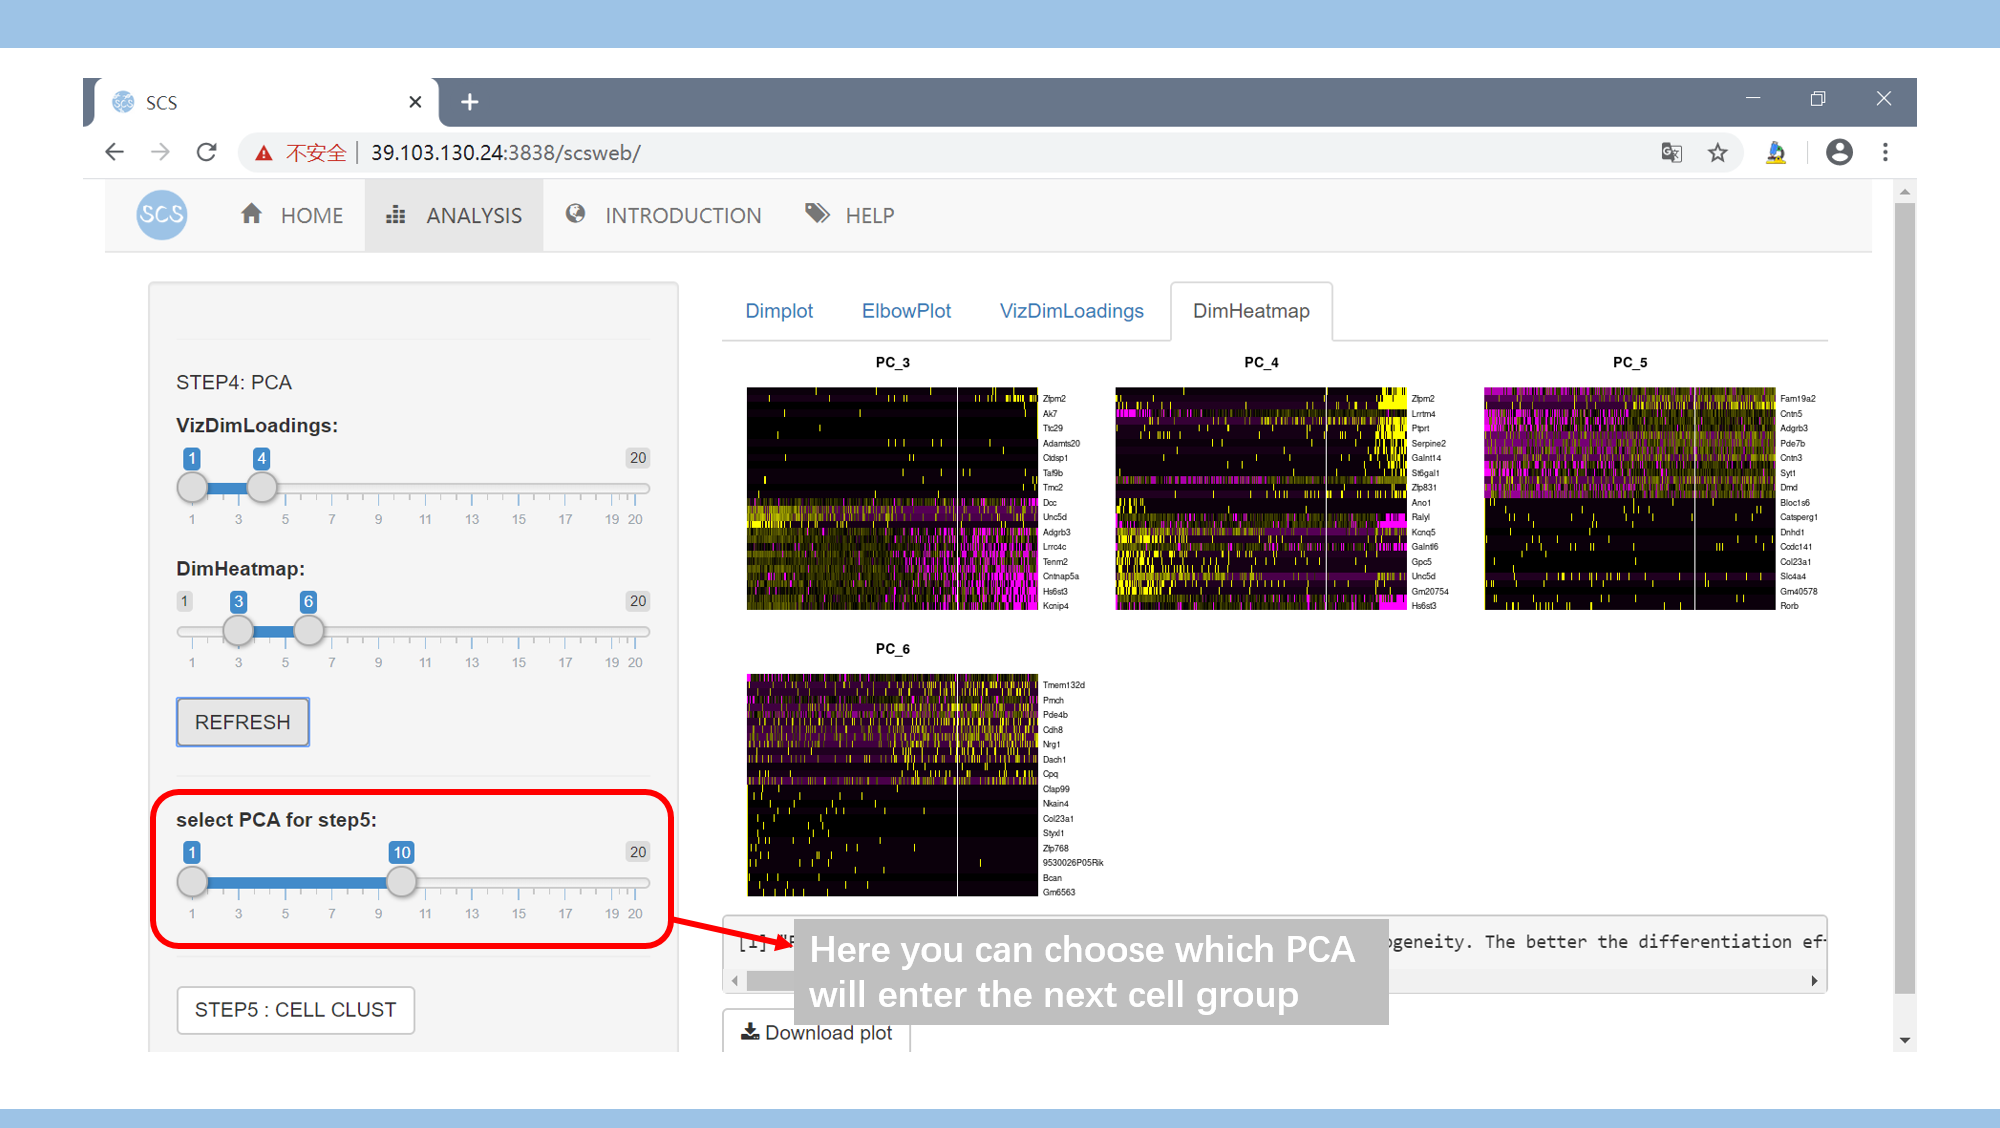 SCS
不安全 39.103.130.24:3838/scsweb/
SCS HOME ANALYSIS INTRODUCTION HELP
STEP4: PCA
VizDimLoadings:
1 4 20
1 3 5 7 9 11 13 15 17 19 20
DimHeatmap:
1 3 6 20
1 3 5 7 9 11 13 15 17 19 20
REFRESH
select PCA for step5:
1 10 20
1 3 5 7 9 11 13 15 17 19 20
STEP5 : CELL CLUST
Dimplot ElbowPlot VizDimLoadings DimHeatmap
PC_3
Zfpm2
Ak7
Ttc29
Adamts20
Ctdsp1
Taf9b
Tmc2
Dcc
Unc5d
Adgrb3
Lrrc4c
Tenm2
Cntnap5a
Hs6st3
Kcnip4
PC_4
Zfpm2
Lrrtm4
Ptprt
Serpine2
Galnt14
St6gal1
Zfp831
Ano1
Ralyl
Kcnq5
Galntl6
Gpc5
Unc5d
Gm20754
Hs6st3
PC_5
Fam19a2
Cntn5
Adgrb3
Pde7b
Cntn3
Syt1
Dmd
Bloc1s6
Catsperg1
Dnhd1
Ccdc141
Col23a1
Slc4a4
Gm40578
Rorb
PC_6
Tmem132d
Pmch
Pde4b
Cdh8
Nrg1
Dach1
Cpq
Cfap99
Nkain4
Col23a1
Styxl1
Zfp768
9530026P05Rik
Bcan
Gm6563
[1] ogeneity. The better the differentiation ef
Here you can choose which PCA
will enter the next cell group
Download plot